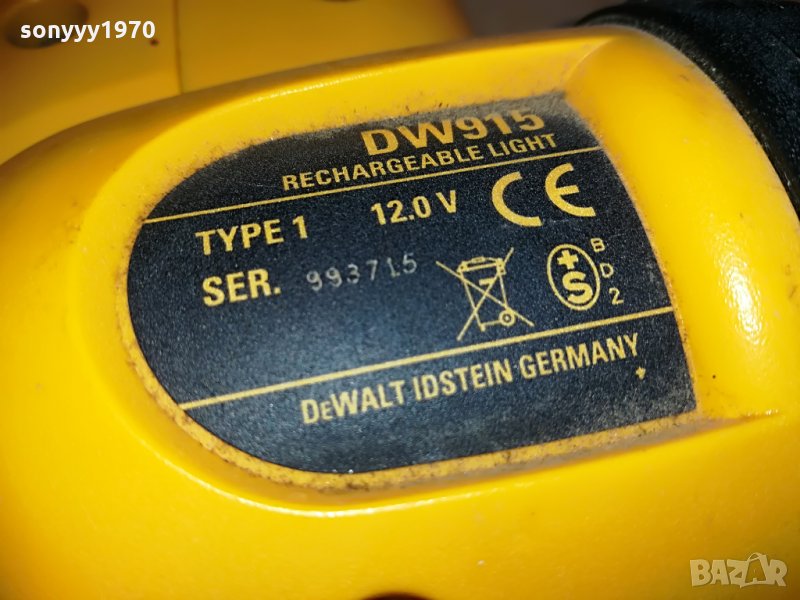 sonyyy1970
DW915
RECHARGEABLE LIGHT
TYPE 1 12.0 V CE
SER. 993715
+S
B
D
2
DEWALT IDSTEIN GERMANY
BAZAR